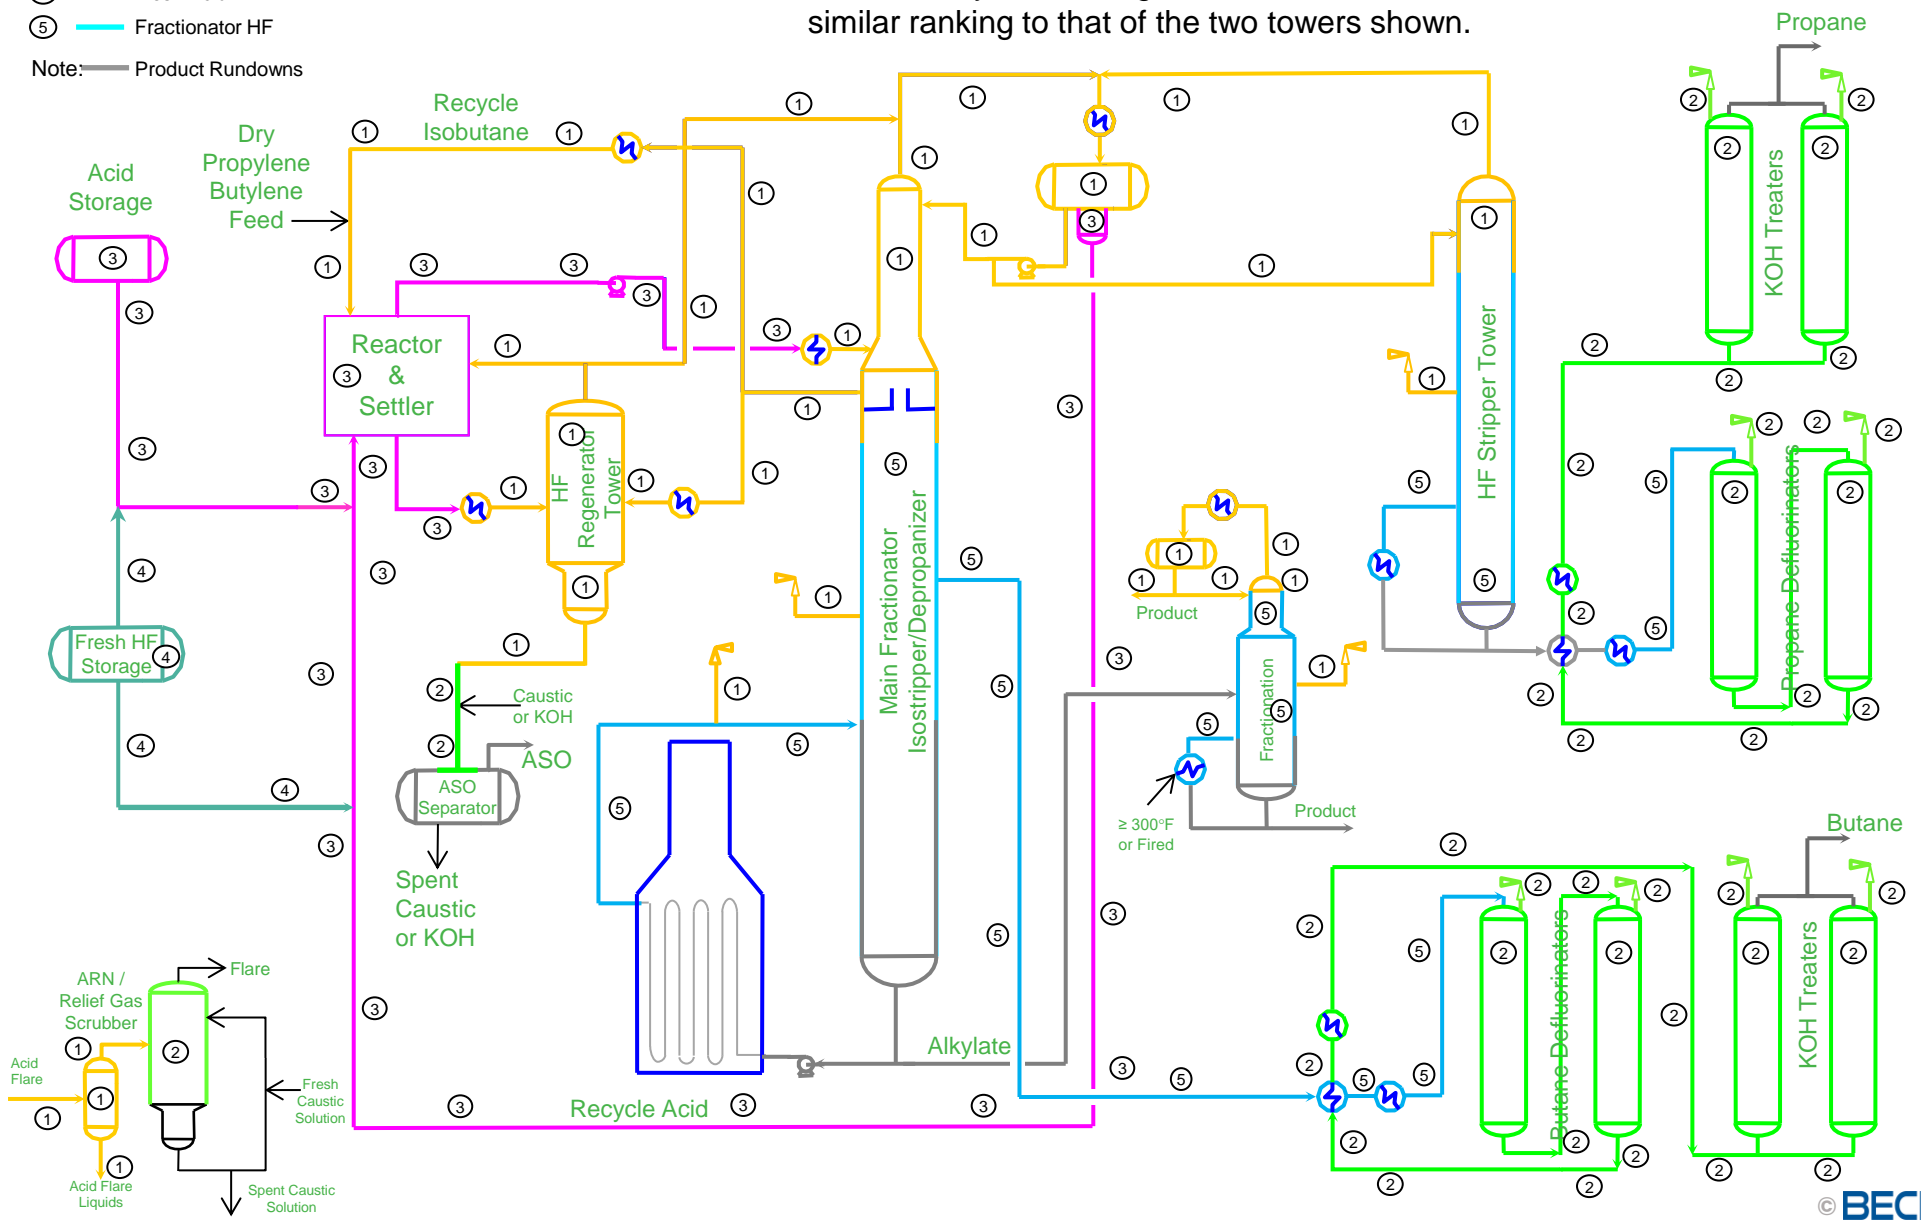 similar ranking to that of the two towers shown.
5 Fractionator HF
Note: Product Rundowns
Propane
KOH Treaters
Recycle
Isobutane
Dry
Propylene
Butylene
Feed
Acid
Storage
Reactor
&
Settler
HF
Regenerator
Tower
Fresh HF
Storage
Caustic
or KOH
ASO
ASO
Separator
Spent
Caustic
or KOH
Main Fractionator
Isostripper/Depropanizer
HF Stripper Tower
Propane Defluorinators
Product
Fractionation
Product
≥ 300°F
or Fired
Alkylate
Recycle Acid
Butane
Butane Defluorinators
KOH Treaters
ARN /
Relief Gas
Scrubber
Flare
Acid
Flare
Fresh
Caustic
Solution
Acid Flare
Liquids
Spent Caustic
Solution
©